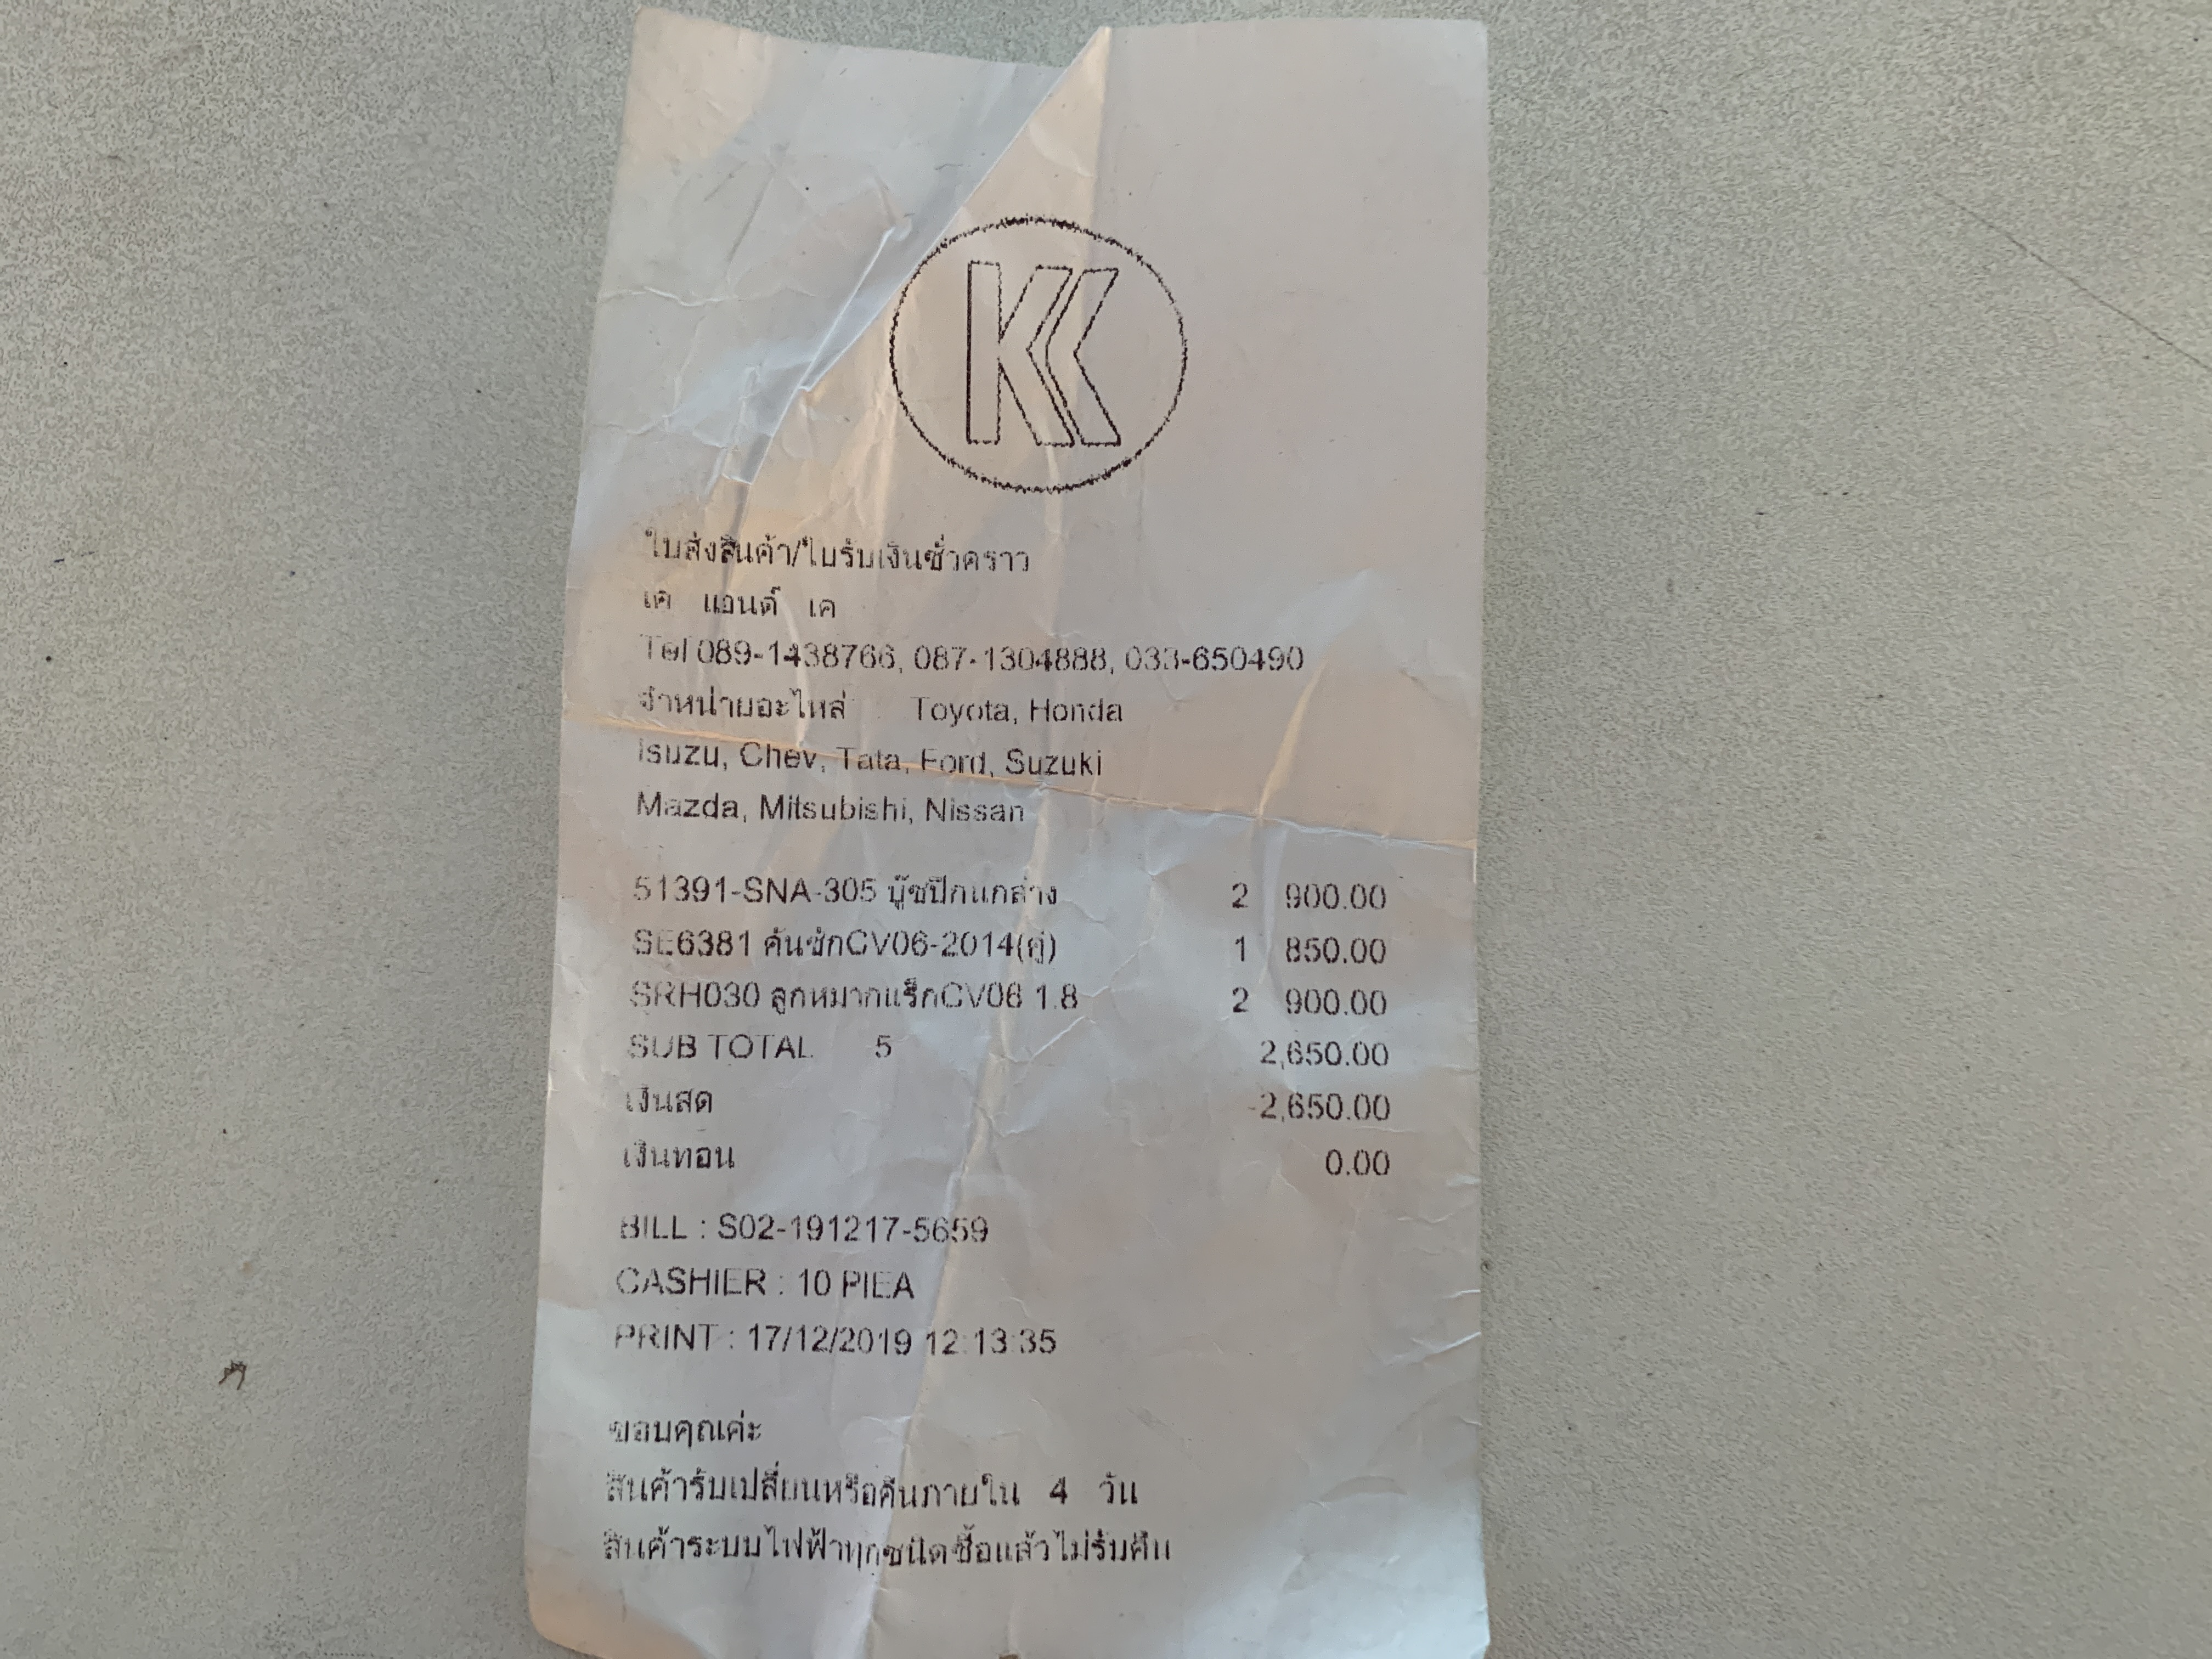 KK
ใบส่งสินค้า/ใบรับเงินชั่วคราว
เค แอนด์ เค
Tel 089-1438766, 087-1304888, 033-650490
จำหน่ายอะไหล่ Toyota, Honda
Isuzu, Chev, Tata, Ford, Suzuki
Mazda, Mitsubishi, Nissan
51391-SNA-305 บู๊ชปีกแกล่าง 2 900.00
SE6381 คันชักCV06-2014(คู่) 1 850.00
SRH030 ลูกหมากแร็กCV06 1.8 2 900.00
SUB TOTAL 5 2,650.00
เงินสด -2,650.00
เงินทอน 0.00
BILL : S02-191217-5659
CASHIER : 10 PIEA
PRINT : 17/12/2019 12:13:35
ขอบคุณค่ะ
สินค้ารับเปลี่ยนหรือคืนภายใน 4 วัน
สินค้าระบบไฟฟ้าทุกชนิดซื้อแล้วไม่รับคืน